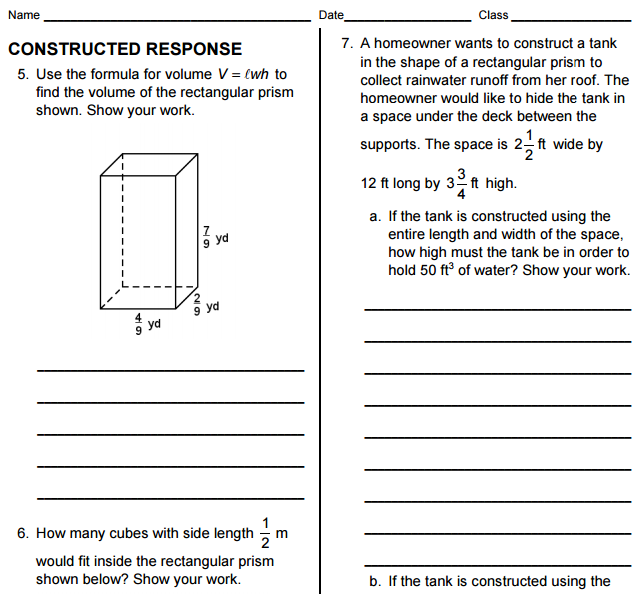 Name Date Class
CONSTRUCTED RESPONSE
5. Use the formula for volume V = ℓwh to
find the volume of the rectangular prism
shown. Show your work.
7/9 yd
2/9 yd
4/9 yd
6. How many cubes with side length 1/2 m
would fit inside the rectangular prism
shown below? Show your work.
7. A homeowner wants to construct a tank
in the shape of a rectangular prism to
collect rainwater runoff from her roof. The
homeowner would like to hide the tank in
a space under the deck between the
supports. The space is 2 1/2 ft wide by
12 ft long by 3 3/4 ft high.
a. If the tank is constructed using the
entire length and width of the space,
how high must the tank be in order to
hold 50 ft³ of water? Show your work.
b. If the tank is constructed using the